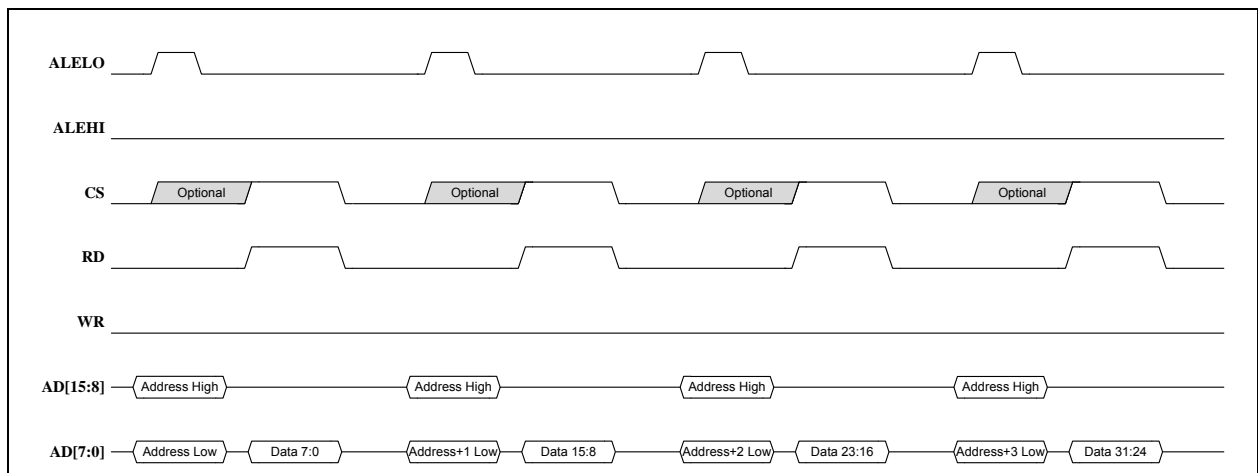 ALELO
ALEHI
CS Optional Optional Optional Optional
RD
WR
AD[15:8] Address High Address High Address High Address High
AD[7:0] Address Low Data 7:0 Address+1 Low Data 15:8 Address+2 Low Data 23:16 Address+3 Low Data 31:24